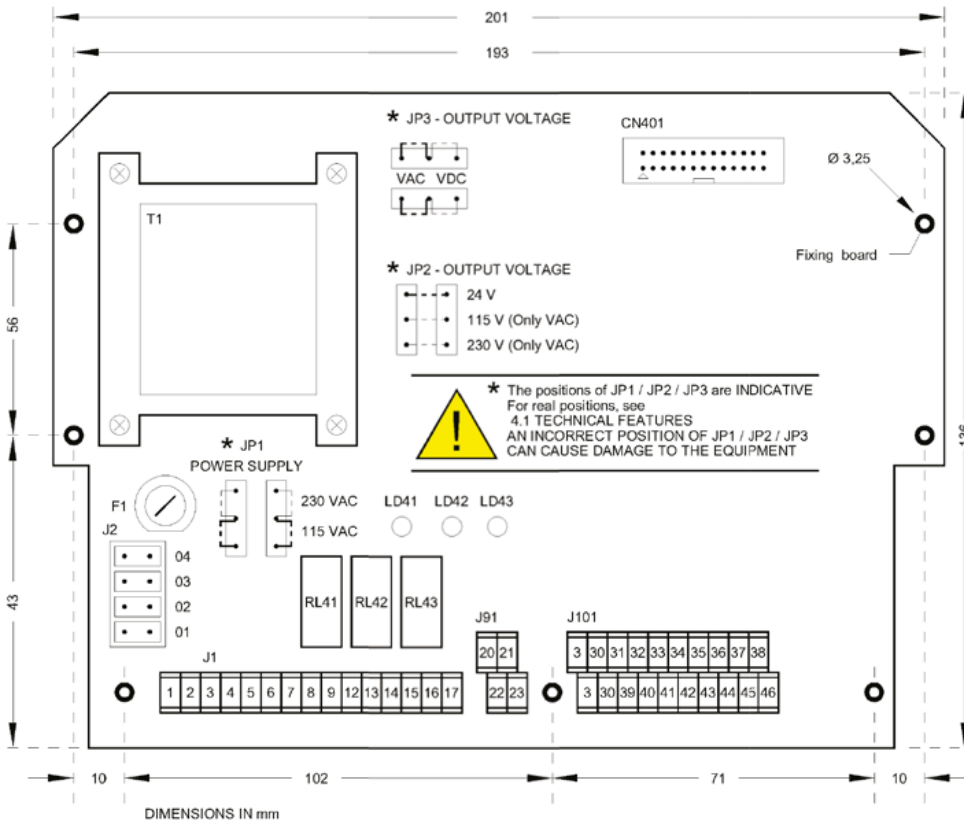 201
193
* JP3 - OUTPUT VOLTAGE
VAC VDC
CN401
Ø 3,25
Fixing board
T1
* JP2 - OUTPUT VOLTAGE
24 V
115 V (Only VAC)
230 V (Only VAC)
56
* The positions of JP1 / JP2 / JP3 are INDICATIVE
For real positions, see
4.1 TECHNICAL FEATURES
AN INCORRECT POSITION OF JP1 / JP2 / JP3
CAN CAUSE DAMAGE TO THE EQUIPMENT
!
* JP1
POWER SUPPLY
230 VAC
115 VAC
F1
LD41 LD42 LD43
J2
04
03
02
01
43
RL41 RL42 RL43
J1
1 2 3 4 5 6 7 8 9 12 13 14 15 16 17
J91
20 21
22 23
J101
3 30 31 32 33 34 35 36 37 38
3 30 39 40 41 42 43 44 45 46
10 102 71 10
DIMENSIONS IN mm